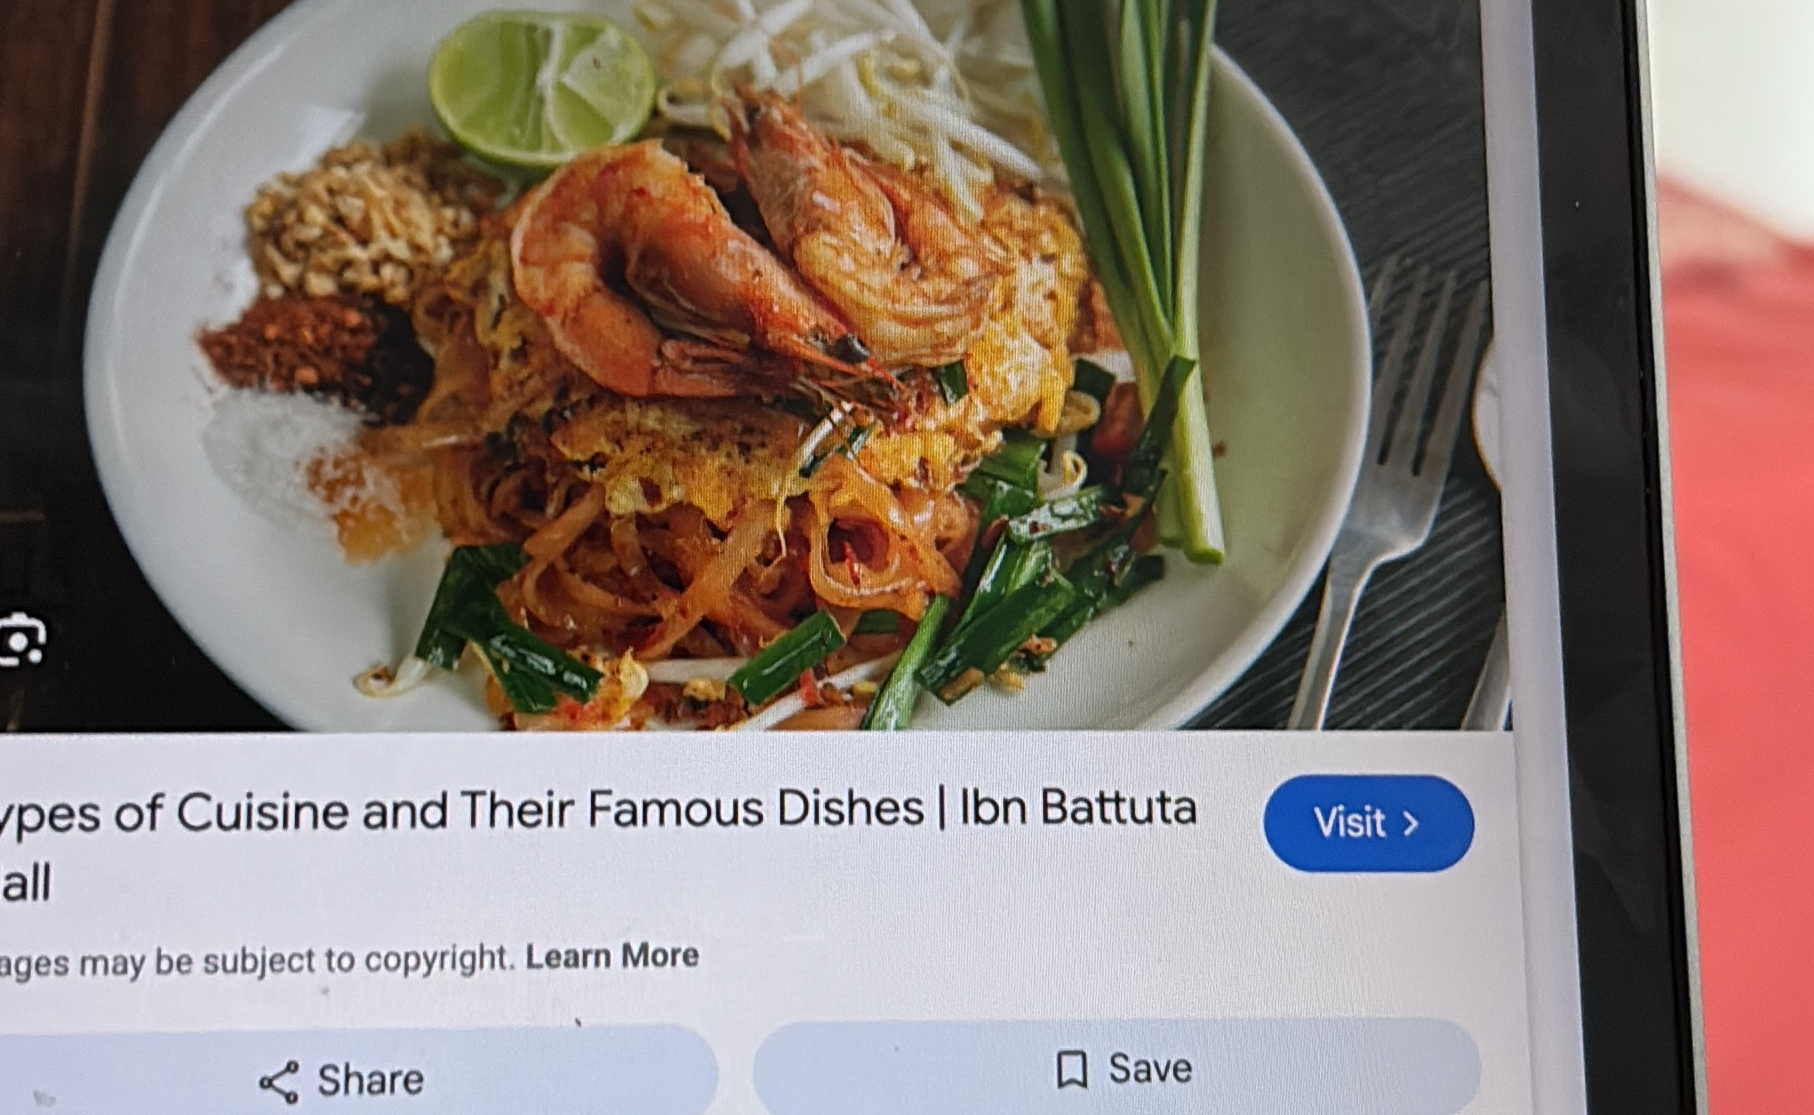 ypes of Cuisine and Their Famous Dishes | Ibn Battuta
all
Visit >
ages may be subject to copyright. Learn More
Share
Save